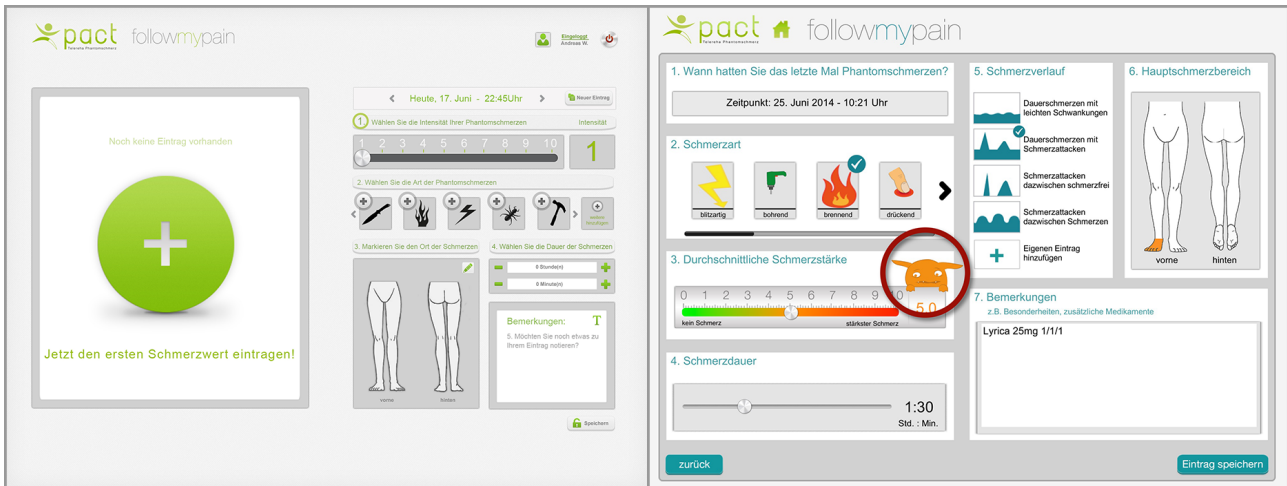 pact
Telereha Phantomschmerz
followmypain
Eingeloggt
Andreas W.
Noch keine Eintrag vorhanden
Jetzt den ersten Schmerzwert eintragen!
Heute, 17. Juni - 22:45Uhr
Neuer Eintrag
1 Wählen Sie die Intensität Ihrer Phantomschmerzen
Intensität
1 2 3 4 5 6 7 8 9 10
1
2. Wählen Sie die Art der Phantomschmerzen
weitere
hinzufügen
3. Markieren Sie den Ort der Schmerzen
vorne
hinten
4. Wählen Sie die Dauer der Schmerzen
0 Stunde(n)
0 Minute(n)
Bemerkungen: T
5. Möchten Sie noch etwas zu
Ihrem Eintrag notieren?
Speichern
pact
Telereha Phantomschmerz
followmypain
1. Wann hatten Sie das letzte Mal Phantomschmerzen?
Zeitpunkt: 25. Juni 2014 - 10:21 Uhr
2. Schmerzart
blitzartig
bohrend
brennend
drückend
3. Durchschnittliche Schmerzstärke
0 1 2 3 4 5 6 7 8 9 10
5.0
kein Schmerz
stärkster Schmerz
4. Schmerzdauer
1:30
Std. : Min.
5. Schmerzverlauf
Dauerschmerzen mit
leichten Schwankungen
Dauerschmerzen mit
Schmerzattacken
Schmerzattacken
dazwischen schmerzfrei
Schmerzattacken
dazwischen Schmerzen
Eigenen Eintrag
hinzufügen
6. Hauptschmerzbereich
vorne
hinten
7. Bemerkungen
z.B. Besonderheiten, zusätzliche Medikamente
Lyrica 25mg 1/1/1
zurück
Eintrag speichern